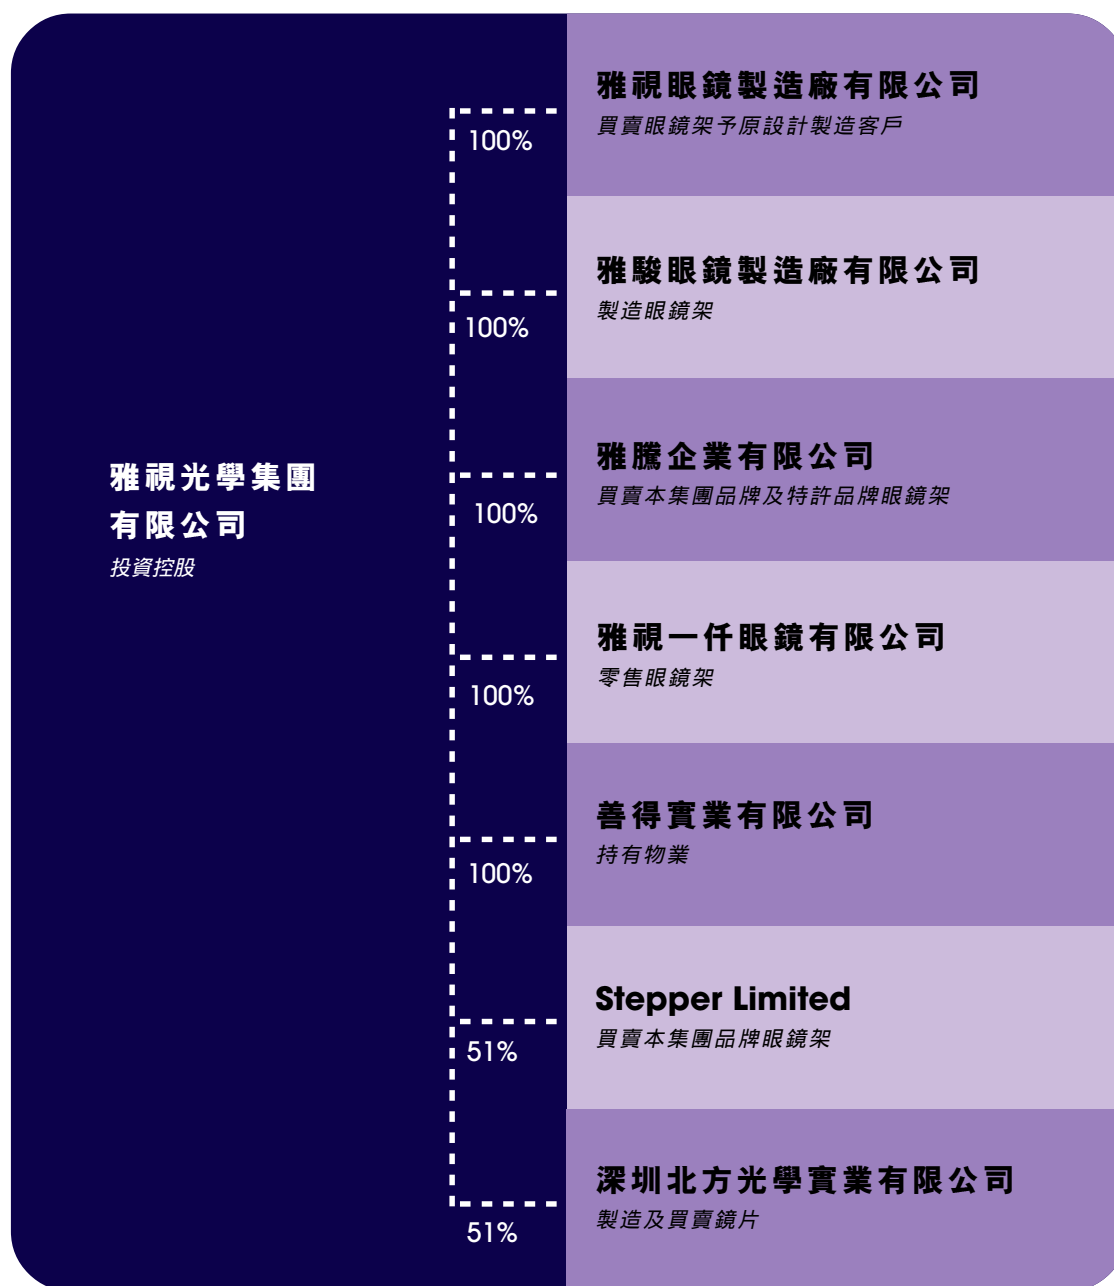 雅視光學集團
有限公司
投資控股
100%
雅視眼鏡製造廠有限公司
買賣眼鏡架予原設計製造客戶
100%
雅駿眼鏡製造廠有限公司
製造眼鏡架
100%
雅騰企業有限公司
買賣本集團品牌及特許品牌眼鏡架
100%
雅視一仟眼鏡有限公司
零售眼鏡架
100%
善得實業有限公司
持有物業
51%
Stepper Limited
買賣本集團品牌眼鏡架
51%
深圳北方光學實業有限公司
製造及買賣鏡片